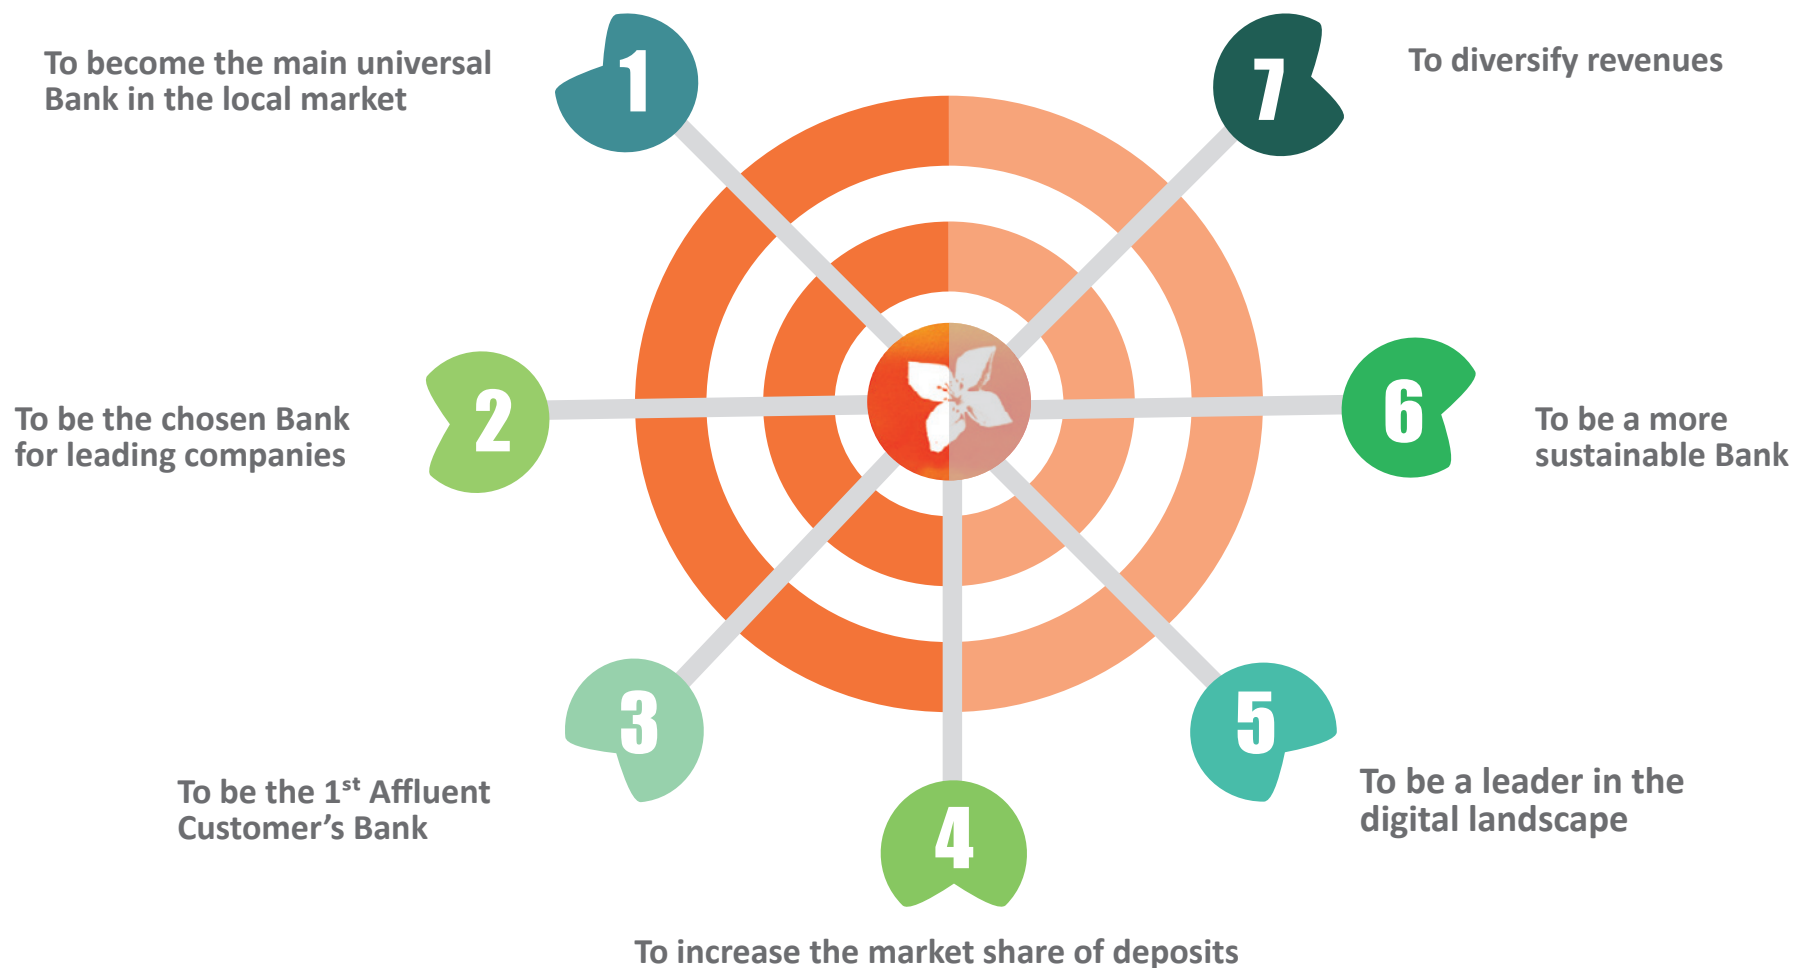 1
To become the main universal
Bank in the local market
2
To be the chosen Bank
for leading companies
3
To be the 1st Affluent
Customer’s Bank
4
To increase the market share of deposits
5
To be a leader in the
digital landscape
6
To be a more
sustainable Bank
7
To diversify revenues